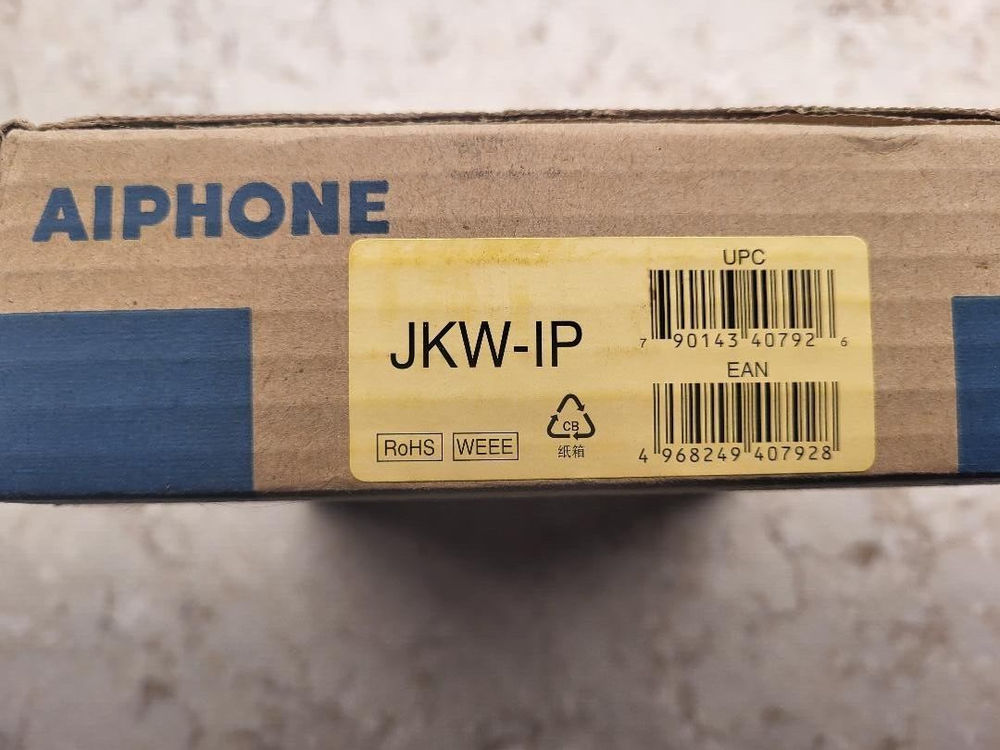 AIPHONE
JKW-IP
RoHS WEEE
CB
纸箱
UPC
7 90143 40792 6
EAN
4 968249 407928